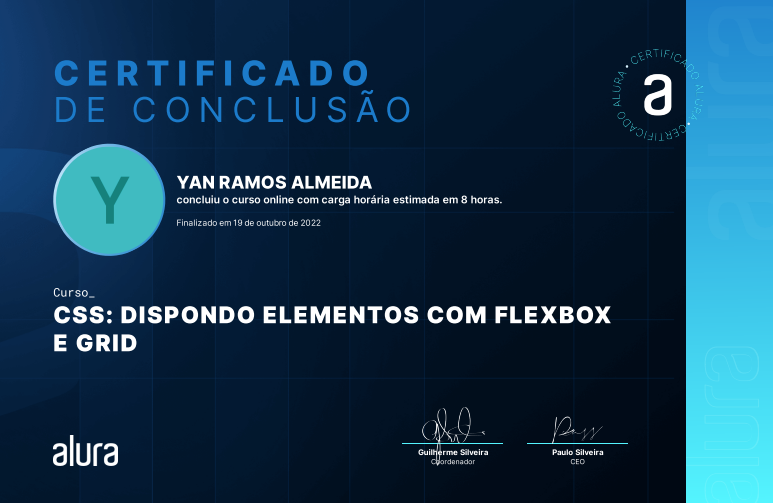 CERTIFICADO
DE CONCLUSÃO
CERTIFICADO ALURA • CERTIFICADO ALURA •
a
Y
YAN RAMOS ALMEIDA
concluiu o curso online com carga horária estimada em 8 horas.
Finalizado em 19 de outubro de 2022
Curso_
CSS: DISPONDO ELEMENTOS COM FLEXBOX
E GRID
alura
Guilherme Silveira
Coordenador
Paulo Silveira
CEO
alura
alura